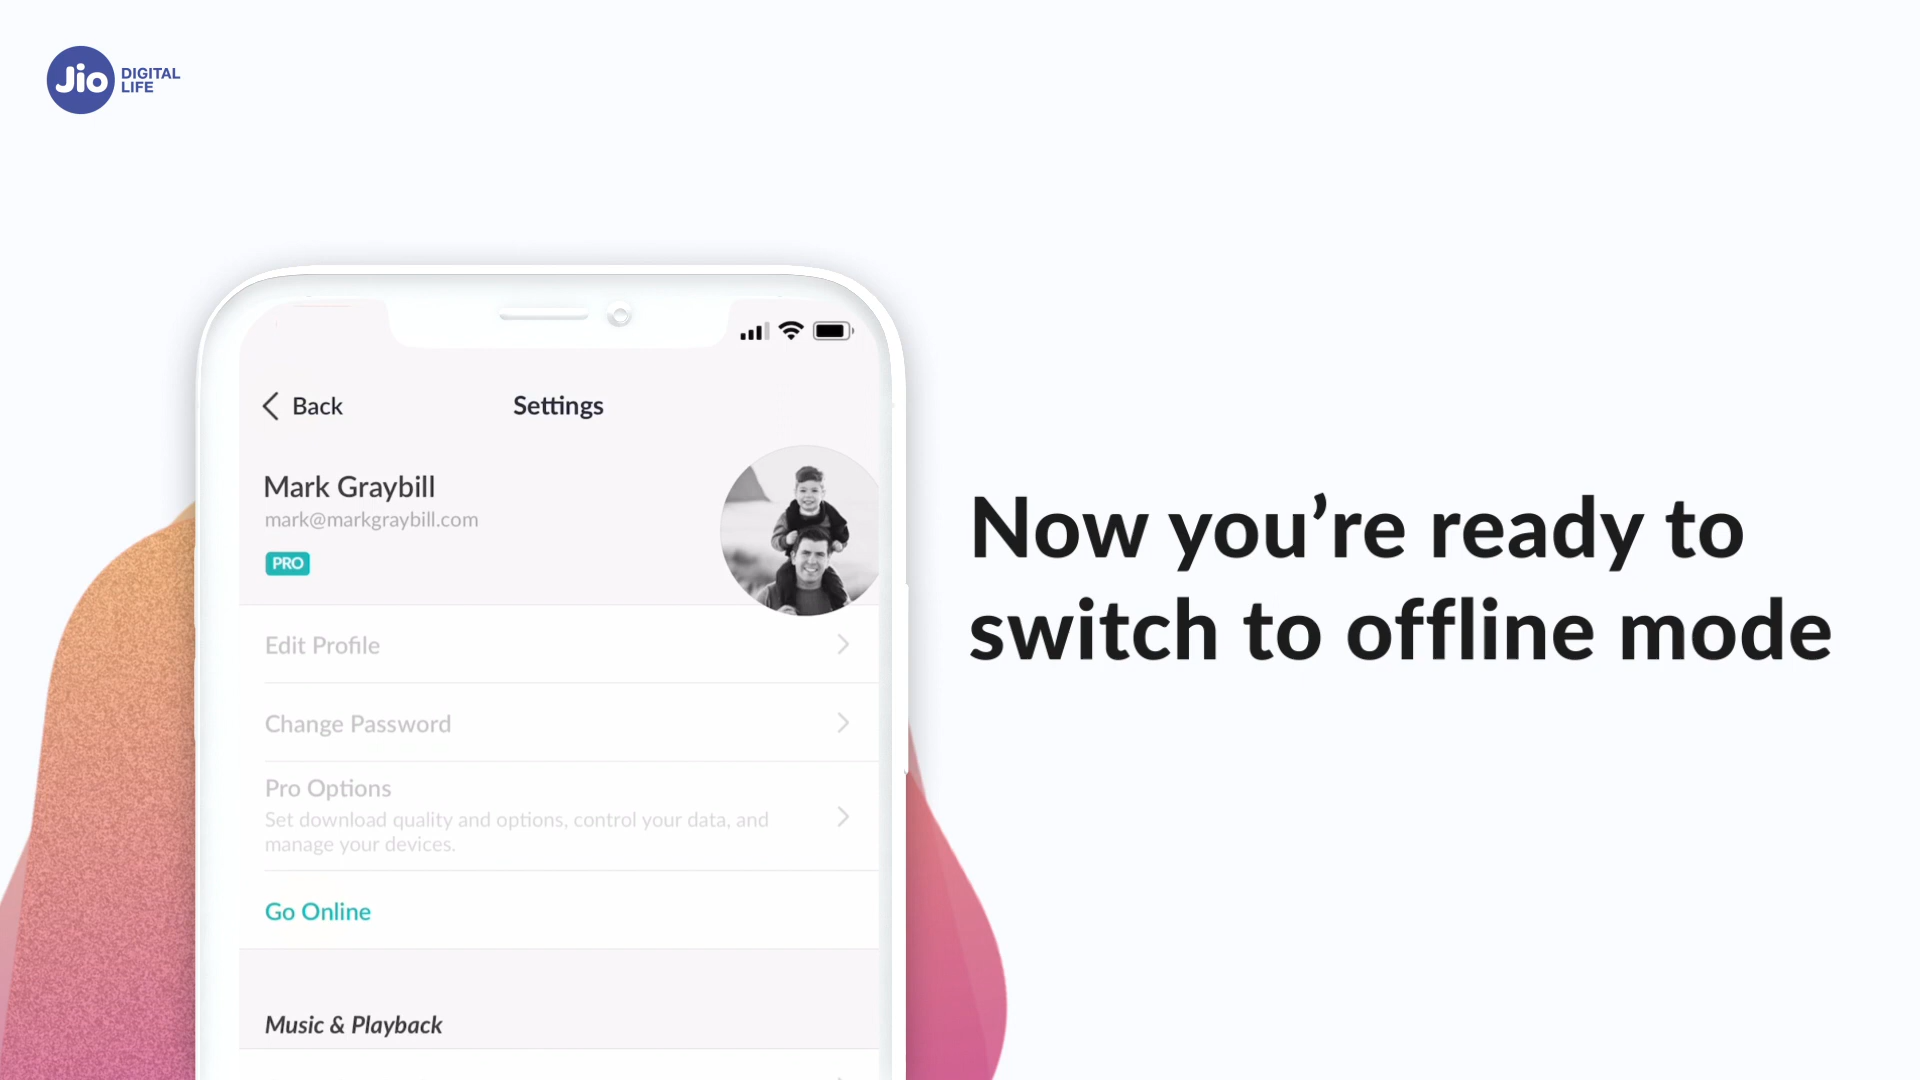 Jio DIGITAL
LIFE
Back
Settings
Mark Graybill
mark@markgraybill.com
PRO
Edit Profile
Change Password
Pro Options
Set download quality and options, control your data, and
manage your devices.
Go Online
Music & Playback
Now you’re ready to
switch to offline mode